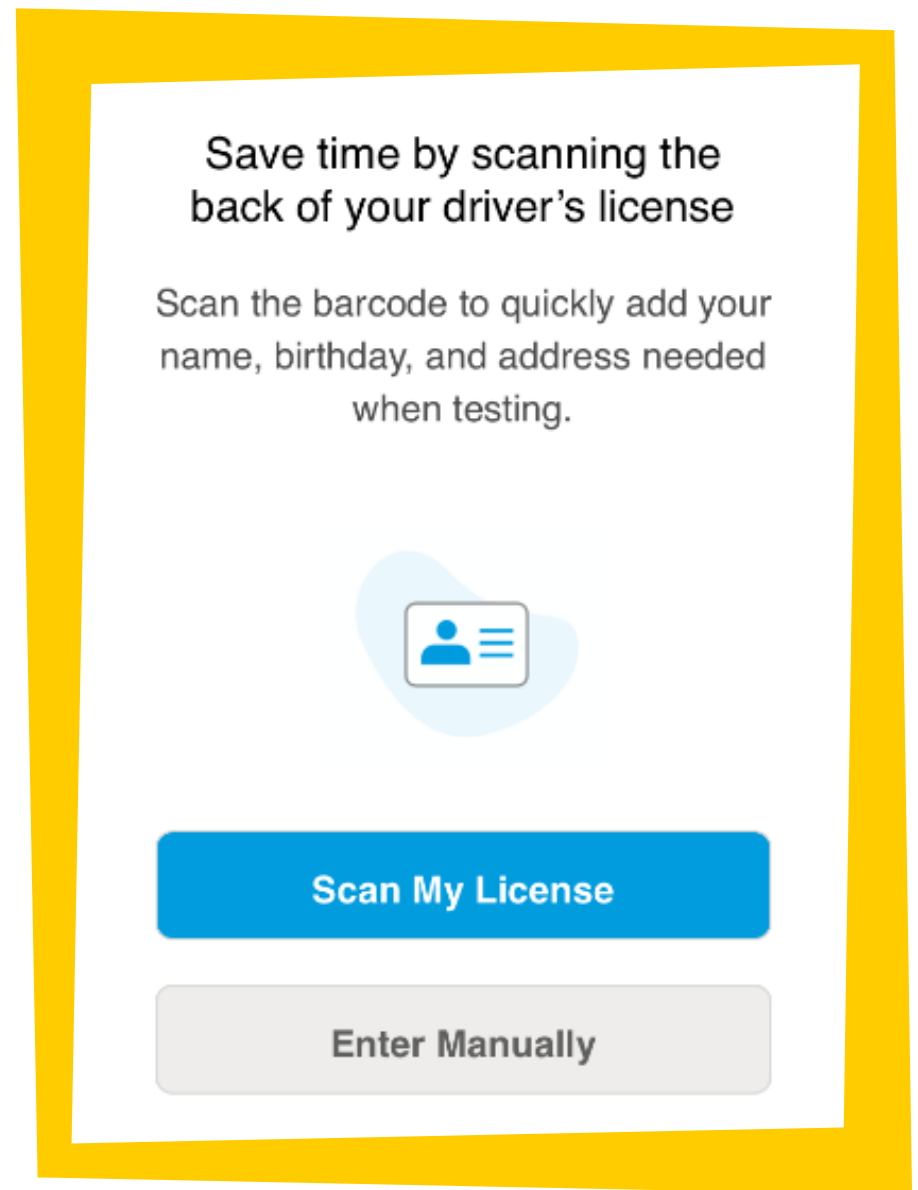 Save time by scanning the
back of your driver’s license
Scan the barcode to quickly add your
name, birthday, and address needed
when testing.
Scan My License
Enter Manually